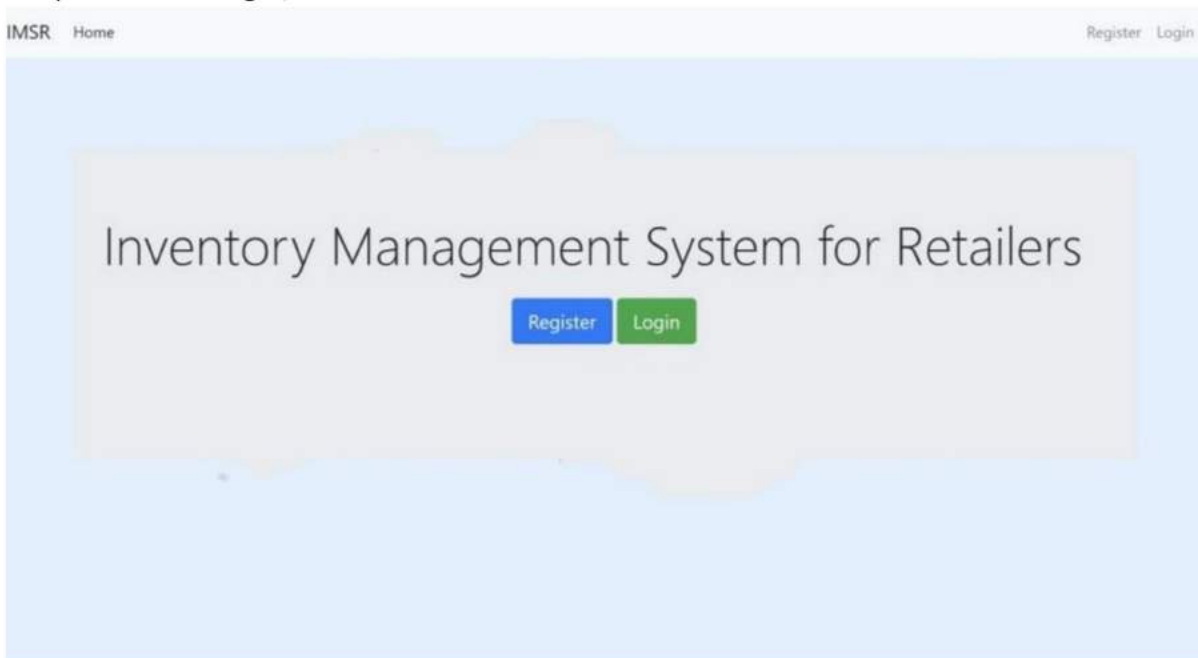 IMSR Home Register Login
Inventory Management System for Retailers
Register Login